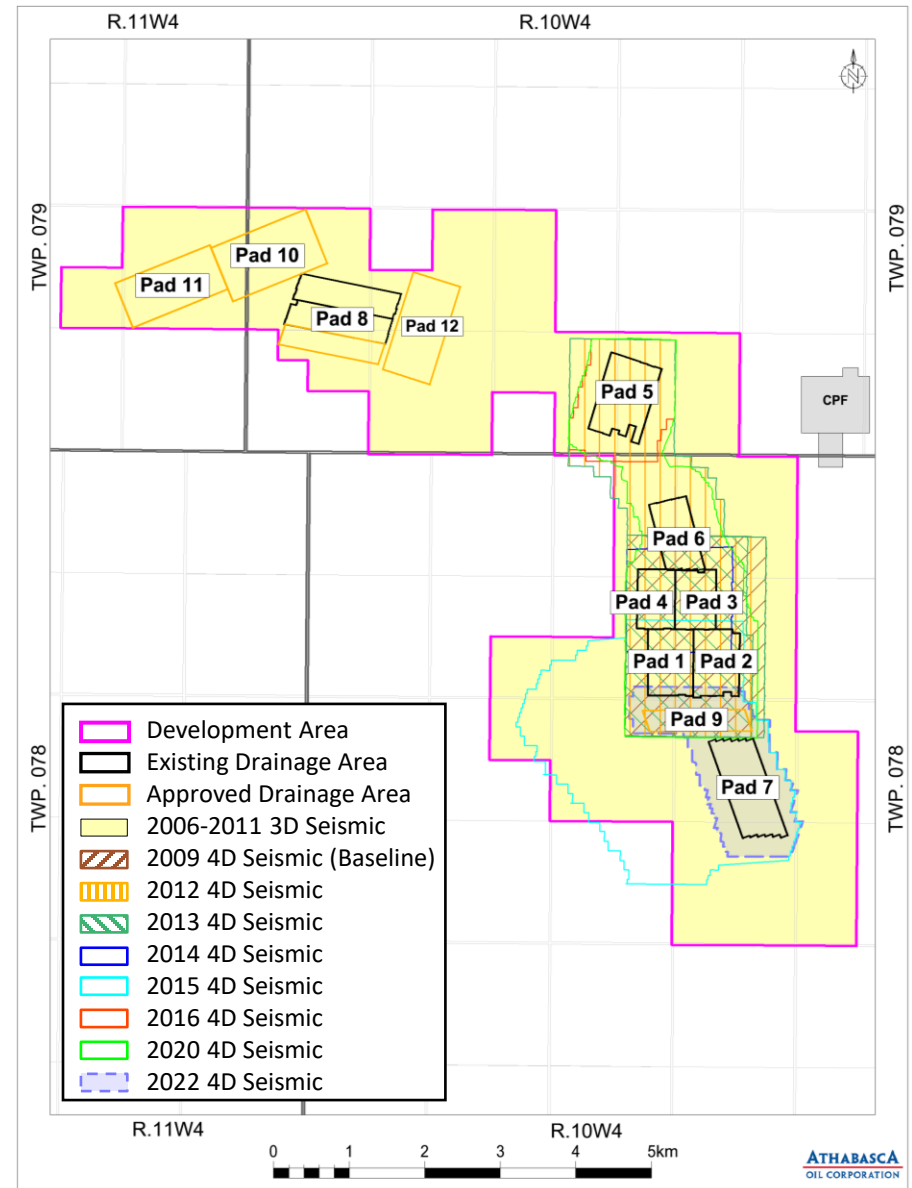 R.11W4 R.10W4
N
TWP. 079 TWP. 079
Pad 10
Pad 11
Pad 8
Pad 12
Pad 5
CPF
Pad 6
Pad 4 Pad 3
Pad 1 Pad 2
Pad 9
Pad 7
TWP. 078 TWP. 078
Development Area
Existing Drainage Area
Approved Drainage Area
2006-2011 3D Seismic
2009 4D Seismic (Baseline)
2012 4D Seismic
2013 4D Seismic
2014 4D Seismic
2015 4D Seismic
2016 4D Seismic
2020 4D Seismic
2022 4D Seismic
R.11W4 R.10W4
0 1 2 3 4 5km
ATHABASCA
OIL CORPORATION